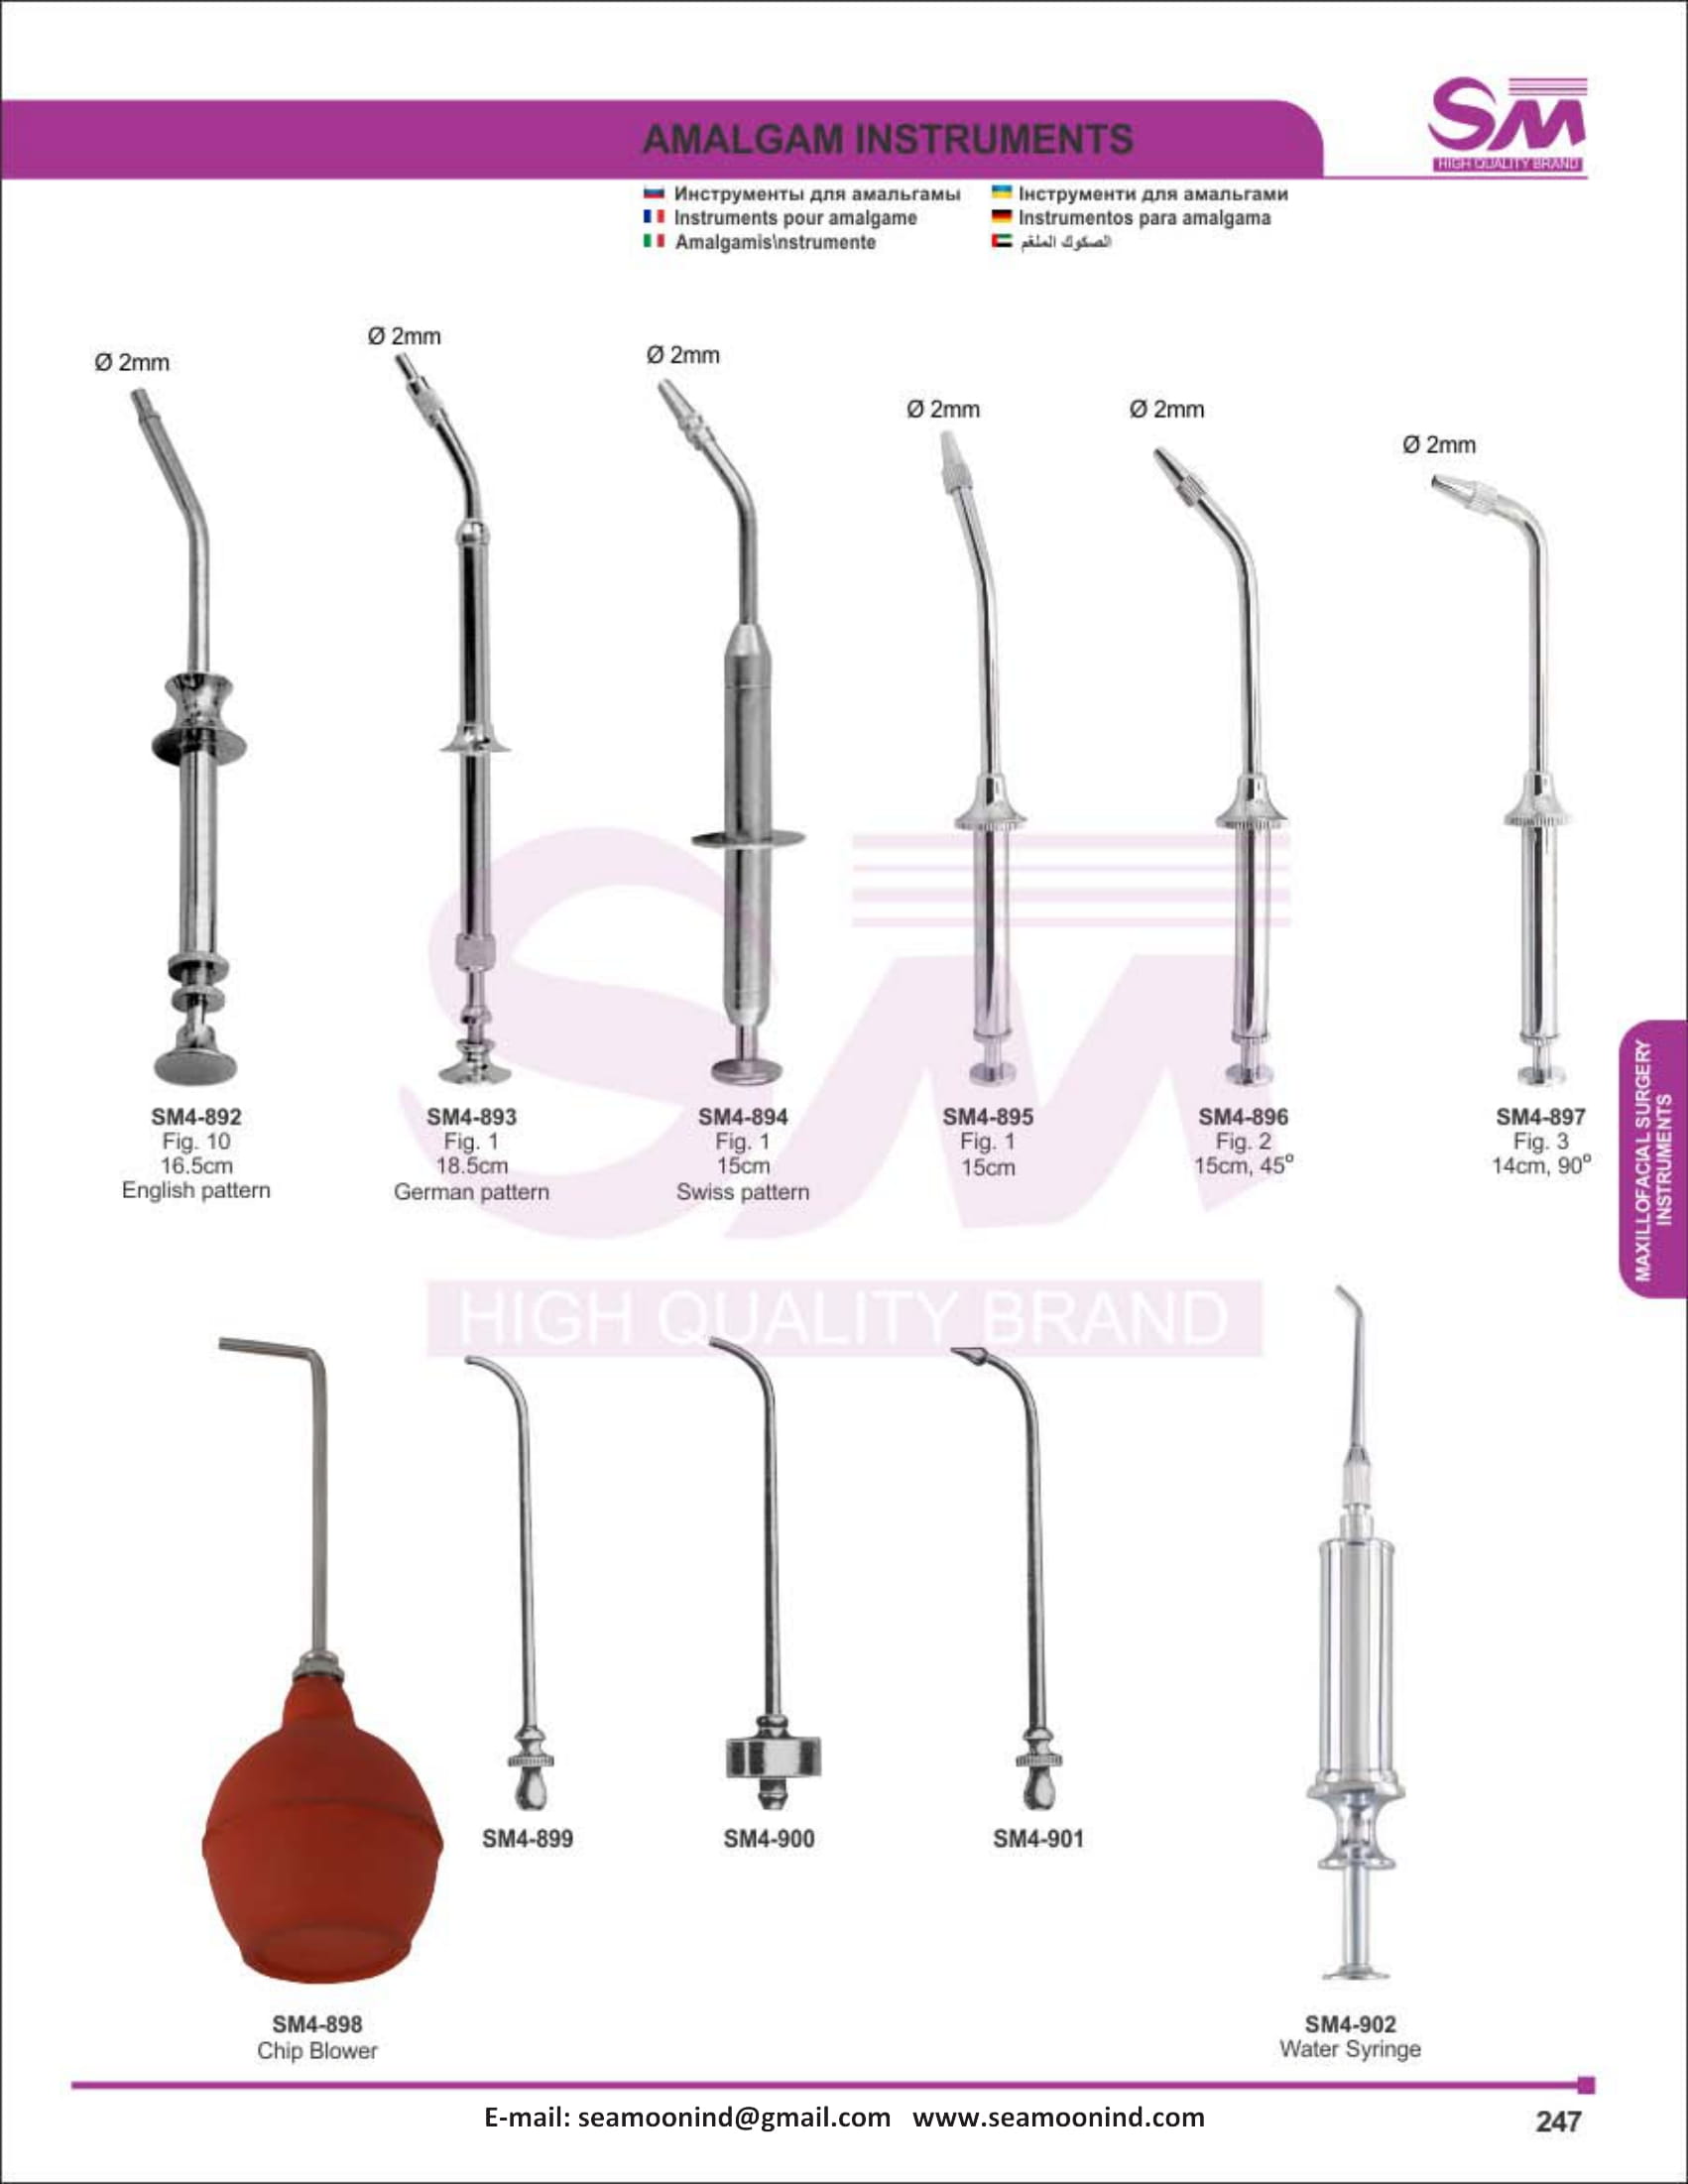 SM
HIGH QUALITY BRAND
AMALGAM INSTRUMENTS
Инструменты для амальгамы
Інструменти для амальгами
Instruments pour amalgame
Instrumentos para amalgama
Amalgamis\nstrumente
الصكوك الملغم
Ø 2mm
Ø 2mm
Ø 2mm
Ø 2mm
Ø 2mm
Ø 2mm
SM4-892
Fig. 10
16.5cm
English pattern
SM4-893
Fig. 1
18.5cm
German pattern
SM4-894
Fig. 1
15cm
Swiss pattern
SM4-895
Fig. 1
15cm
SM4-896
Fig. 2
15cm, 45°
SM4-897
Fig. 3
14cm, 90°
MAXILLOFACIAL SURGERY
INSTRUMENTS
SM
HIGH QUALITY BRAND
SM4-899
SM4-900
SM4-901
SM4-898
Chip Blower
SM4-902
Water Syringe
E-mail: seamoonind@gmail.com www.seamoonind.com
247